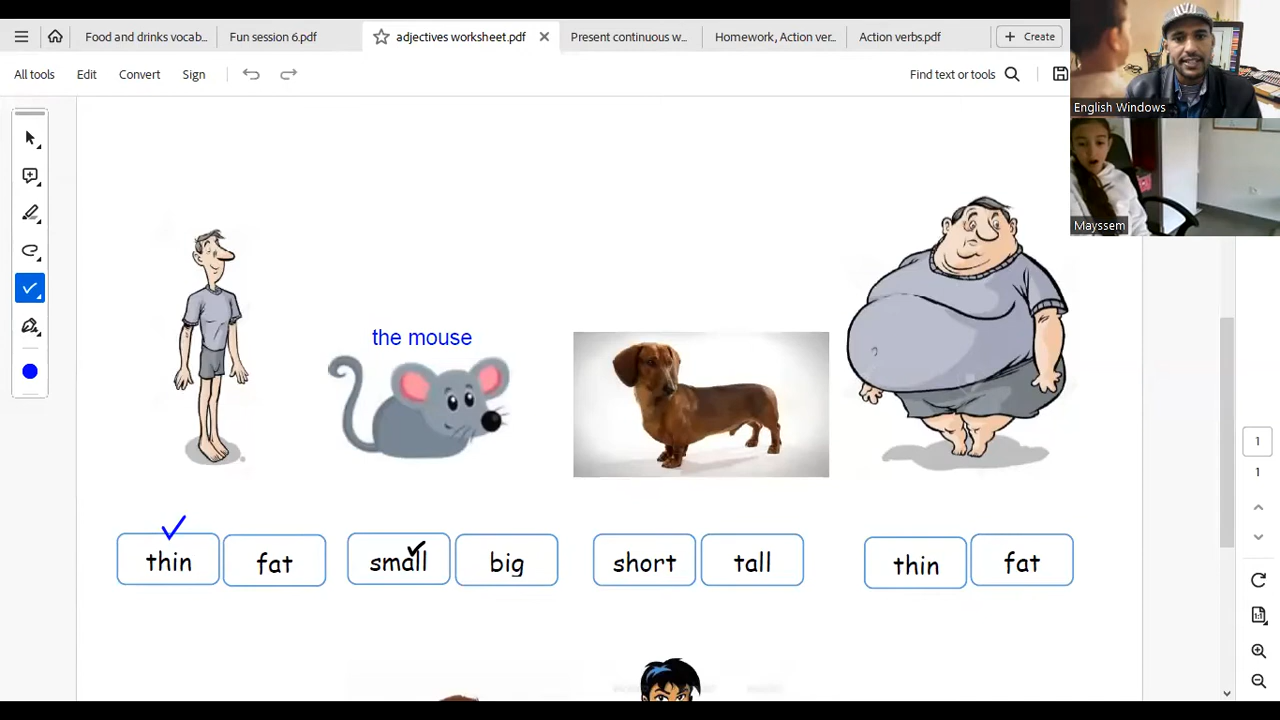 Food and drinks vocab...
Fun session 6.pdf
adjectives worksheet.pdf
Present continuous w...
Homework, Action ver...
Action verbs.pdf
Create
All tools
Edit
Convert
Sign
Find text or tools
English Windows
Mayssem
the mouse
thin
fat
small
big
short
tall
thin
fat
1
1
1:1